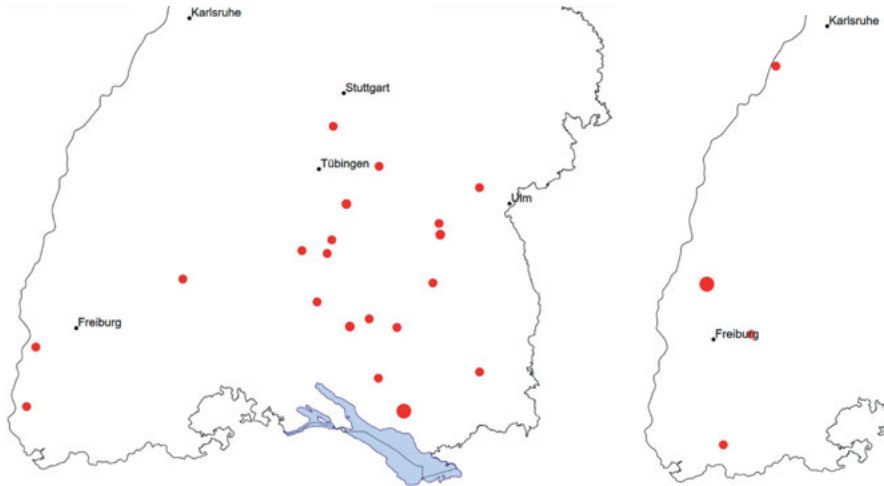 Karlsruhe
Stuttgart
Tübingen
Ulm
Freiburg
Karlsruhe
Freiburg